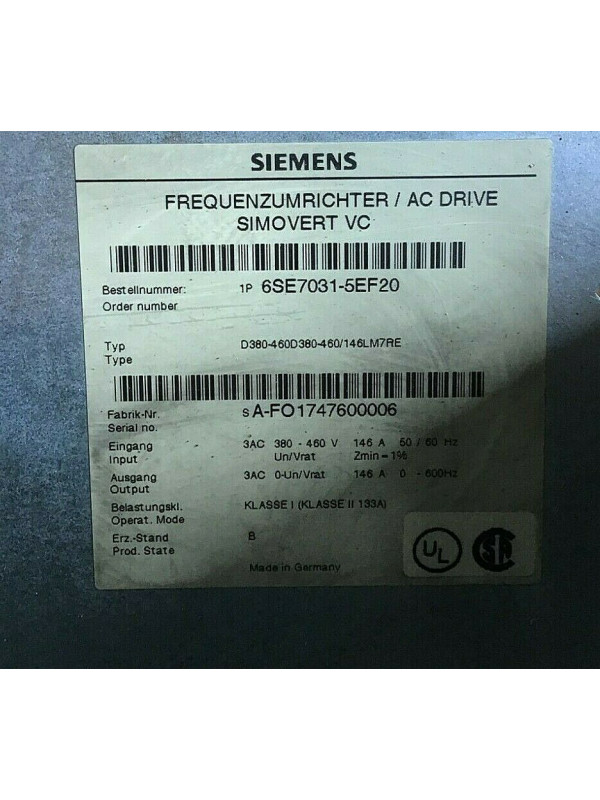 SIEMENS
FREQUENZUMRICHTER / AC DRIVE
SIMOVERT VC
Bestellnummer: 1P 6SE7031-5EF20
Order number
Typ D380-460D380-460/146LM7RE
Type
Fabrik-Nr. S A-FO1747600006
Serial no.
Eingang 3AC 380 - 460 V 146 A 50 / 60 Hz
Input Un/Vrat Zmin = 1%
Ausgang 3AC 0-Un/Vrat 146 A 0 - 600Hz
Output
Belastungskl. KLASSE I (KLASSE II 133A)
Operat. Mode
Erz.-Stand B
Prod. State
Made in Germany
UL SA